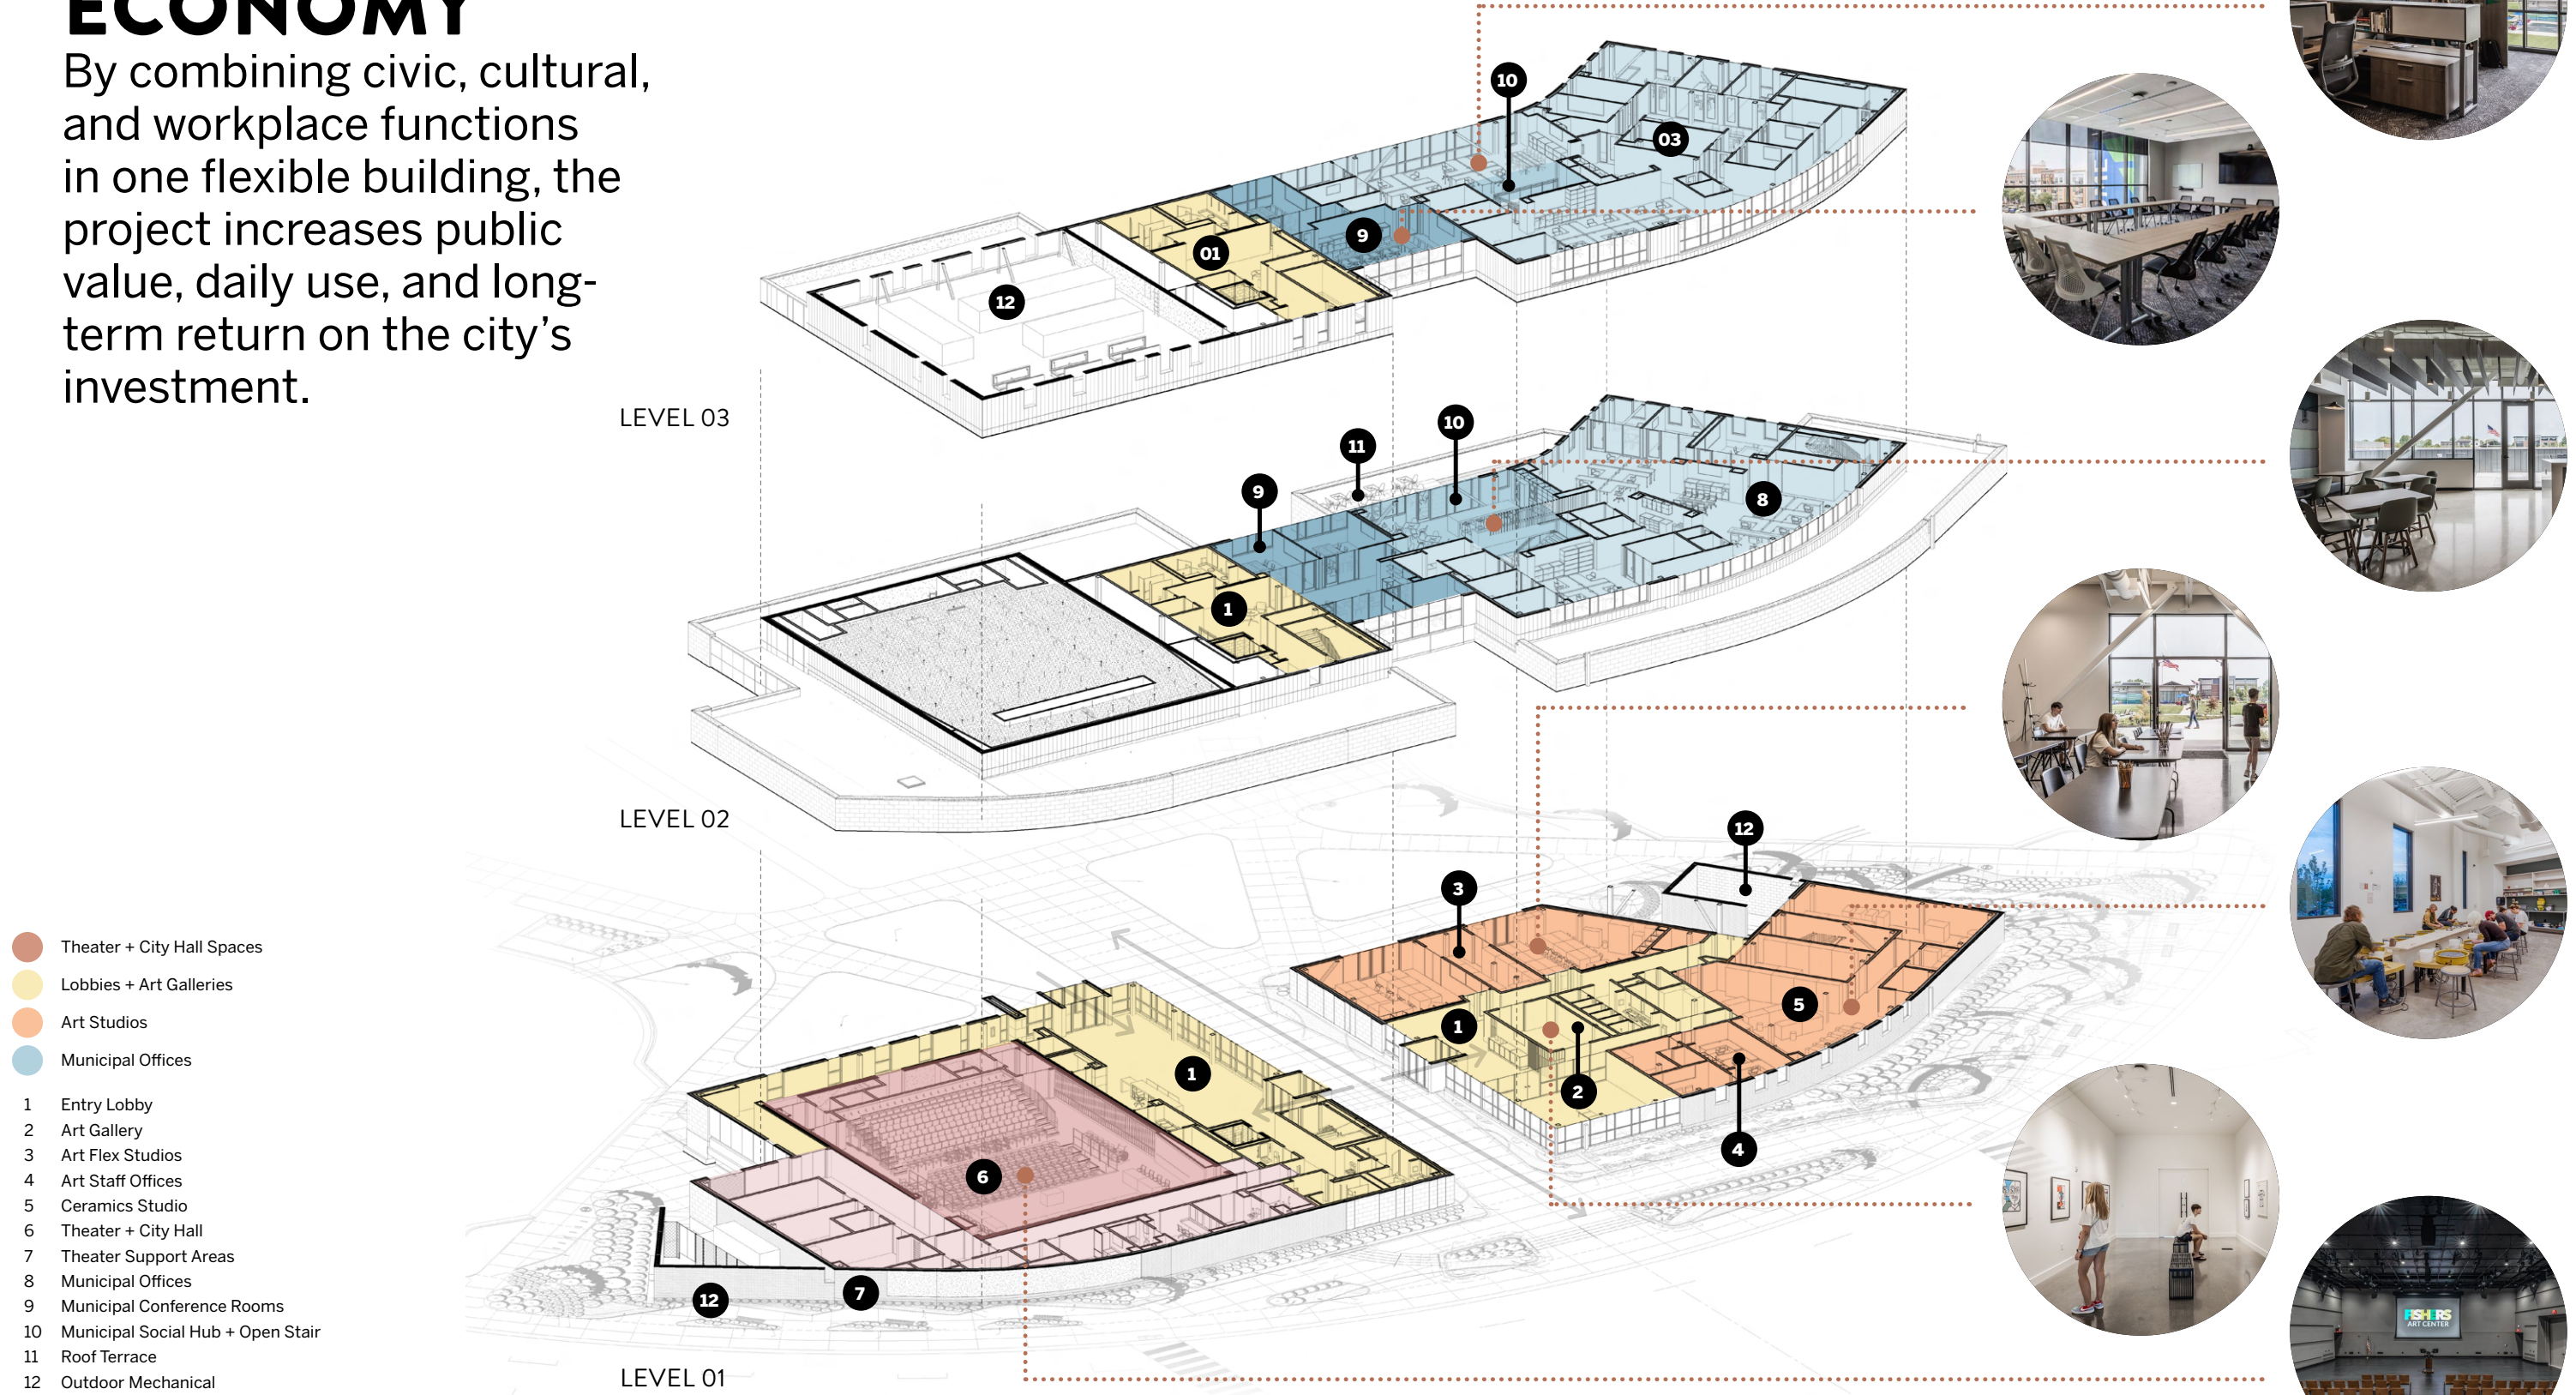 ECONOMY
By combining civic, cultural,
and workplace functions
in one flexible building, the
project increases public
value, daily use, and long-
term return on the city's
investment.
10
03
9
01
12
LEVEL 03
10
11
9
8
1
LEVEL 02
12
3
5
1
2
4
1
6
7
12
LEVEL 01
Theater + City Hall Spaces
Lobbies + Art Galleries
Art Studios
Municipal Offices
1 Entry Lobby
2 Art Gallery
3 Art Flex Studios
4 Art Staff Offices
5 Ceramics Studio
6 Theater + City Hall
7 Theater Support Areas
8 Municipal Offices
9 Municipal Conference Rooms
10 Municipal Social Hub + Open Stair
11 Roof Terrace
12 Outdoor Mechanical
FISHERS
ART CENTER